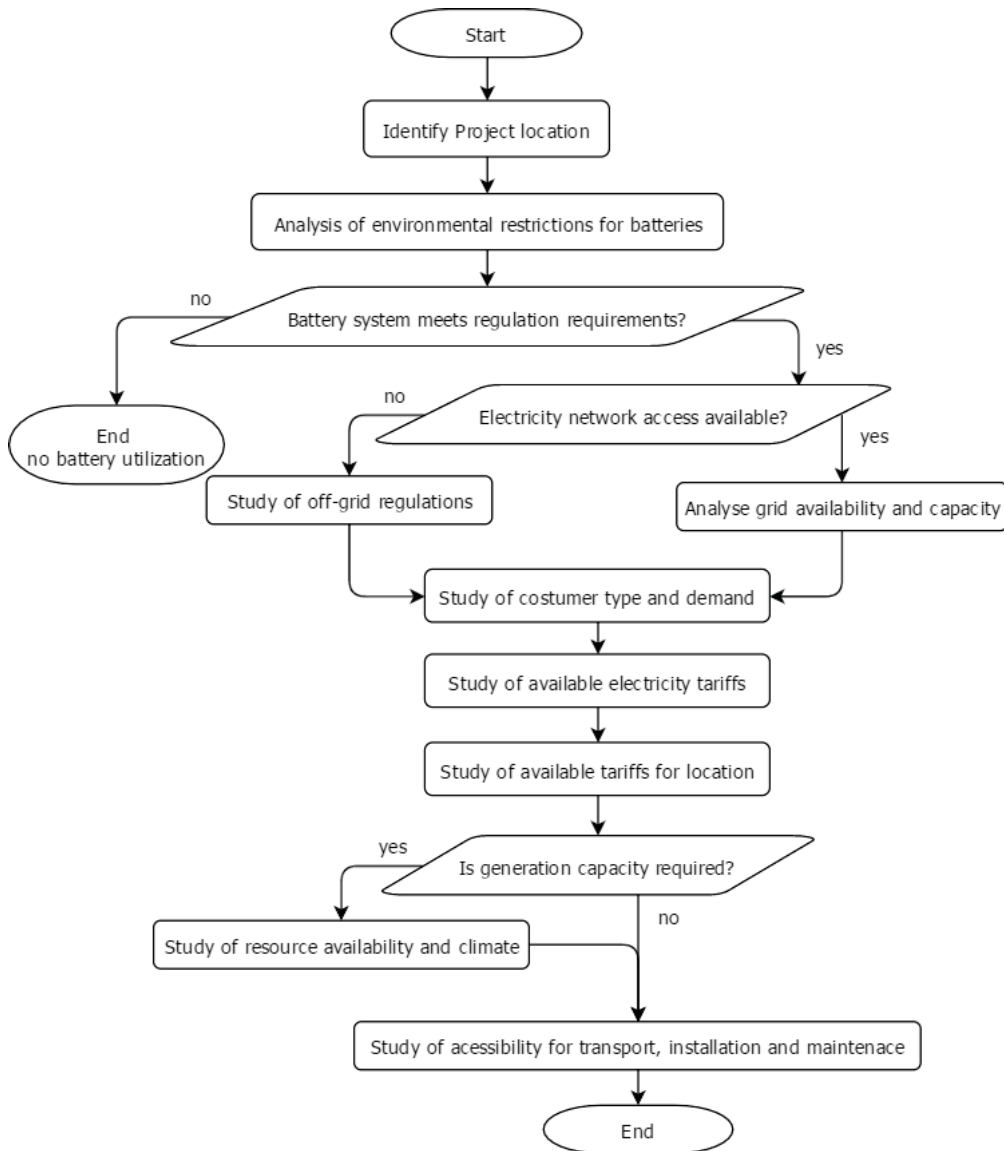 Start
Identify Project location
Analysis of environmental restrictions for batteries
no
Battery system meets regulation requirements?
yes
no
Electricity network access available?
yes
End
no battery utilization
Study of off-grid regulations
Analyse grid availability and capacity
Study of costumer type and demand
Study of available electricity tariffs
Study of available tariffs for location
yes
Is generation capacity required?
no
Study of resource availability and climate
Study of acessibility for transport, installation and maintenace
End